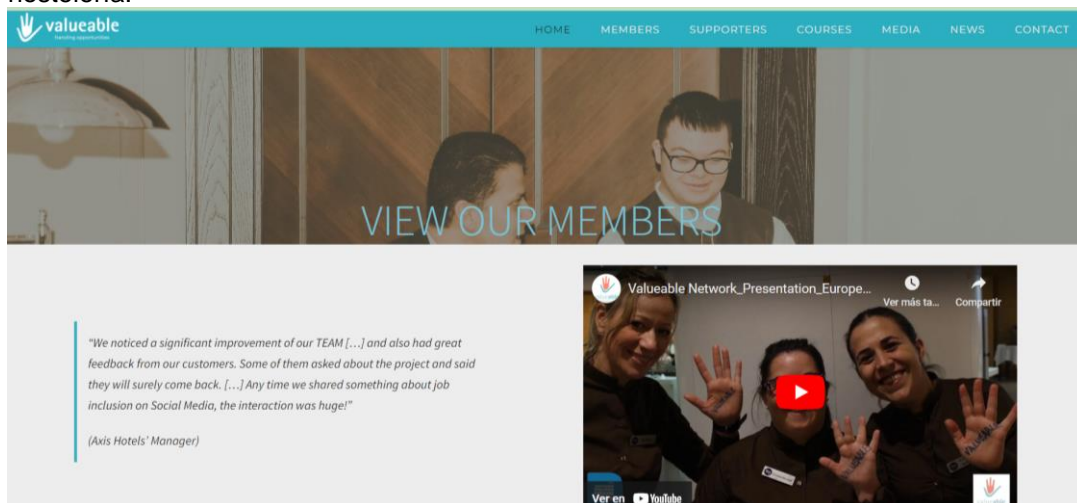 valueable
handing opportunities
HOME MEMBERS SUPPORTERS COURSES MEDIA NEWS CONTACT
VIEW OUR MEMBERS
"We noticed a significant improvement of our TEAM […] and also had great
feedback from our customers. Some of them asked about the project and said
they will surely come back. […] Any time we shared something about job
inclusion on Social Media, the interaction was huge!"
(Axis Hotels' Manager)
Valueable Network_Presentation_Europe...
Ver más ta...
Compartir
Ver en YouTube